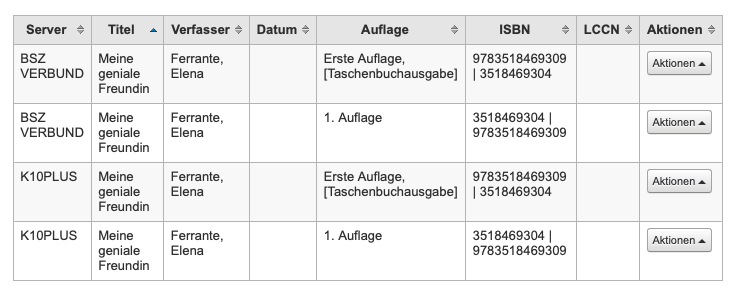 Server Titel Verfasser Datum Auflage ISBN LCCN Aktionen
BSZ Meine Ferrante, Erste Auflage, 9783518469309 Aktionen
VERBUND geniale Elena [Taschenbuchausgabe] | 3518469304
Freundin
BSZ Meine Ferrante, 1. Auflage 3518469304 | Aktionen
VERBUND geniale Elena 9783518469309
Freundin
K10PLUS Meine Ferrante, Erste Auflage, 9783518469309 Aktionen
geniale Elena [Taschenbuchausgabe] | 3518469304
Freundin
K10PLUS Meine Ferrante, 1. Auflage 3518469304 | Aktionen
geniale Elena 9783518469309
Freundin